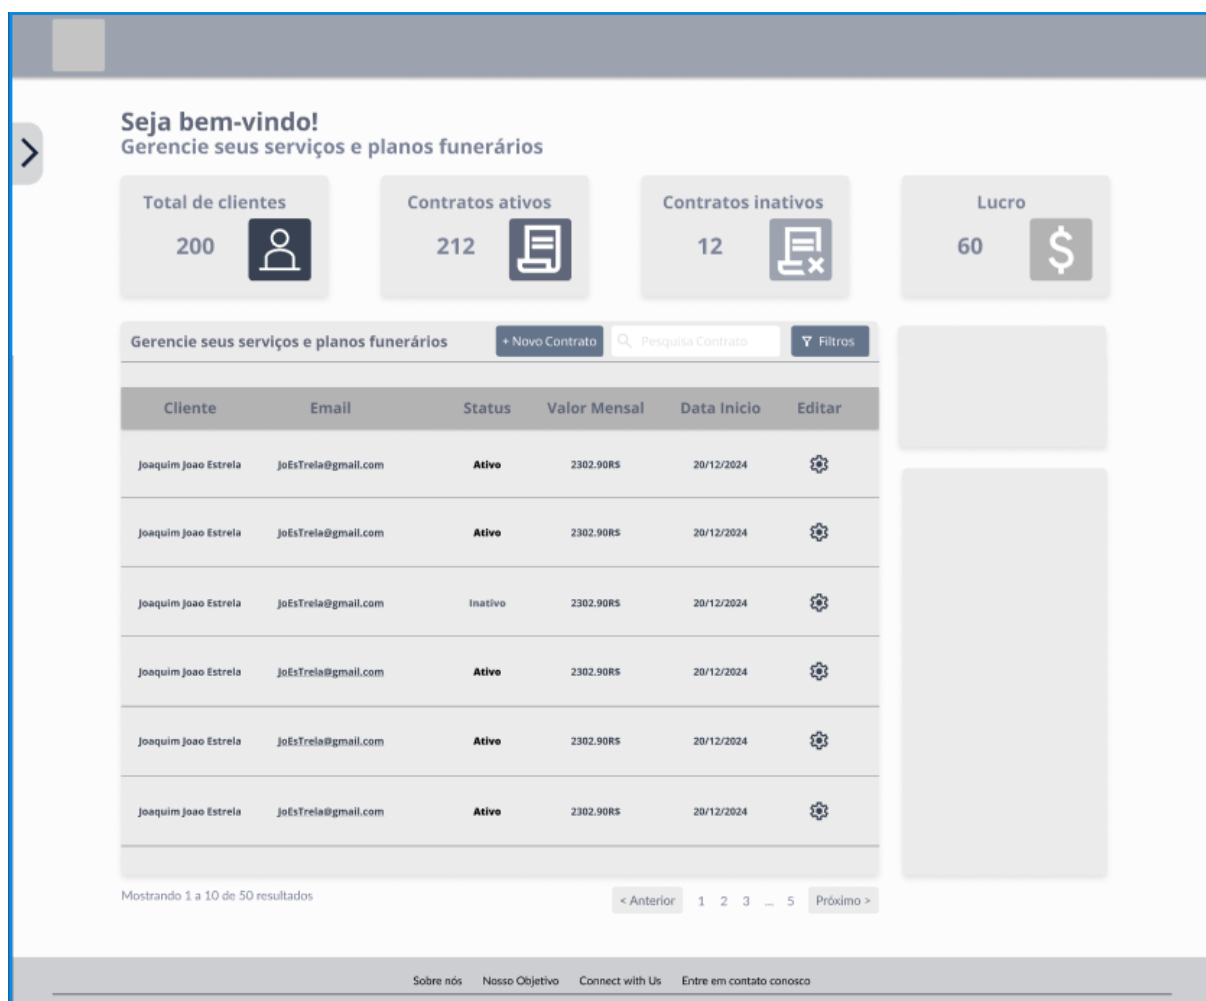 Seja bem-vindo!
Gerencie seus serviços e planos funerários
Total de clientes
200
Contratos ativos
212
Contratos inativos
12
Lucro
60
$
Gerencie seus serviços e planos funerários + Novo Contrato Pesquisa Contrato Filtros
Cliente Email Status Valor Mensal Data Inicio Editar
Joaquim Joao Estrela JoEsTrela@gmail.com Ativo 2302.90R$ 20/12/2024
Joaquim Joao Estrela JoEsTrela@gmail.com Ativo 2302.90R$ 20/12/2024
Joaquim Joao Estrela JoEsTrela@gmail.com Inativo 2302.90R$ 20/12/2024
Joaquim Joao Estrela JoEsTrela@gmail.com Ativo 2302.90R$ 20/12/2024
Joaquim Joao Estrela JoEsTrela@gmail.com Ativo 2302.90R$ 20/12/2024
Joaquim Joao Estrela JoEsTrela@gmail.com Ativo 2302.90R$ 20/12/2024
Mostrando 1 a 10 de 50 resultados < Anterior 1 2 3 ... 5 Próximo >
Sobre nós Nosso Objetivo Connect with Us Entre em contato conosco